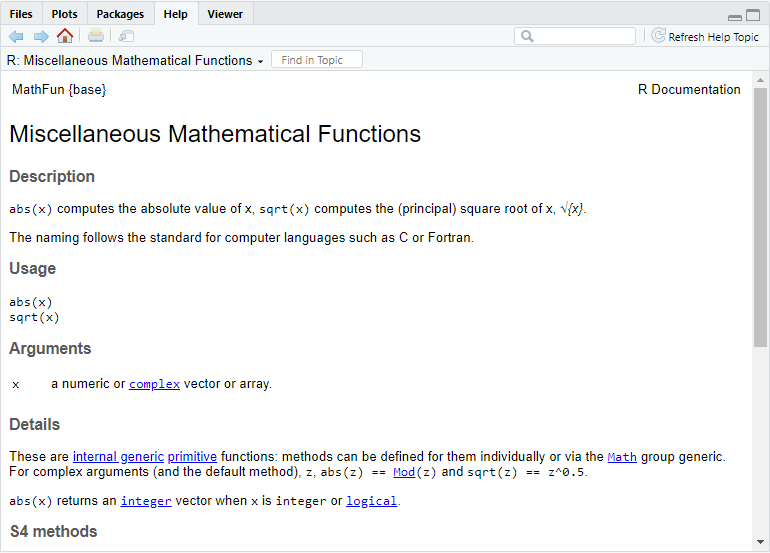 Files Plots Packages Help Viewer
Refresh Help Topic
R: Miscellaneous Mathematical Functions Find in Topic
MathFun {base} R Documentation
Miscellaneous Mathematical Functions
Description
abs(x) computes the absolute value of x, sqrt(x) computes the (principal) square root of x, √{x}.
The naming follows the standard for computer languages such as C or Fortran.
Usage
abs(x)
sqrt(x)
Arguments
x a numeric or complex vector or array.
Details
These are internal generic primitive functions: methods can be defined for them individually or via the Math group generic.
For complex arguments (and the default method), z, abs(z) == Mod(z) and sqrt(z) == z^0.5.
abs(x) returns an integer vector when x is integer or logical.
S4 methods